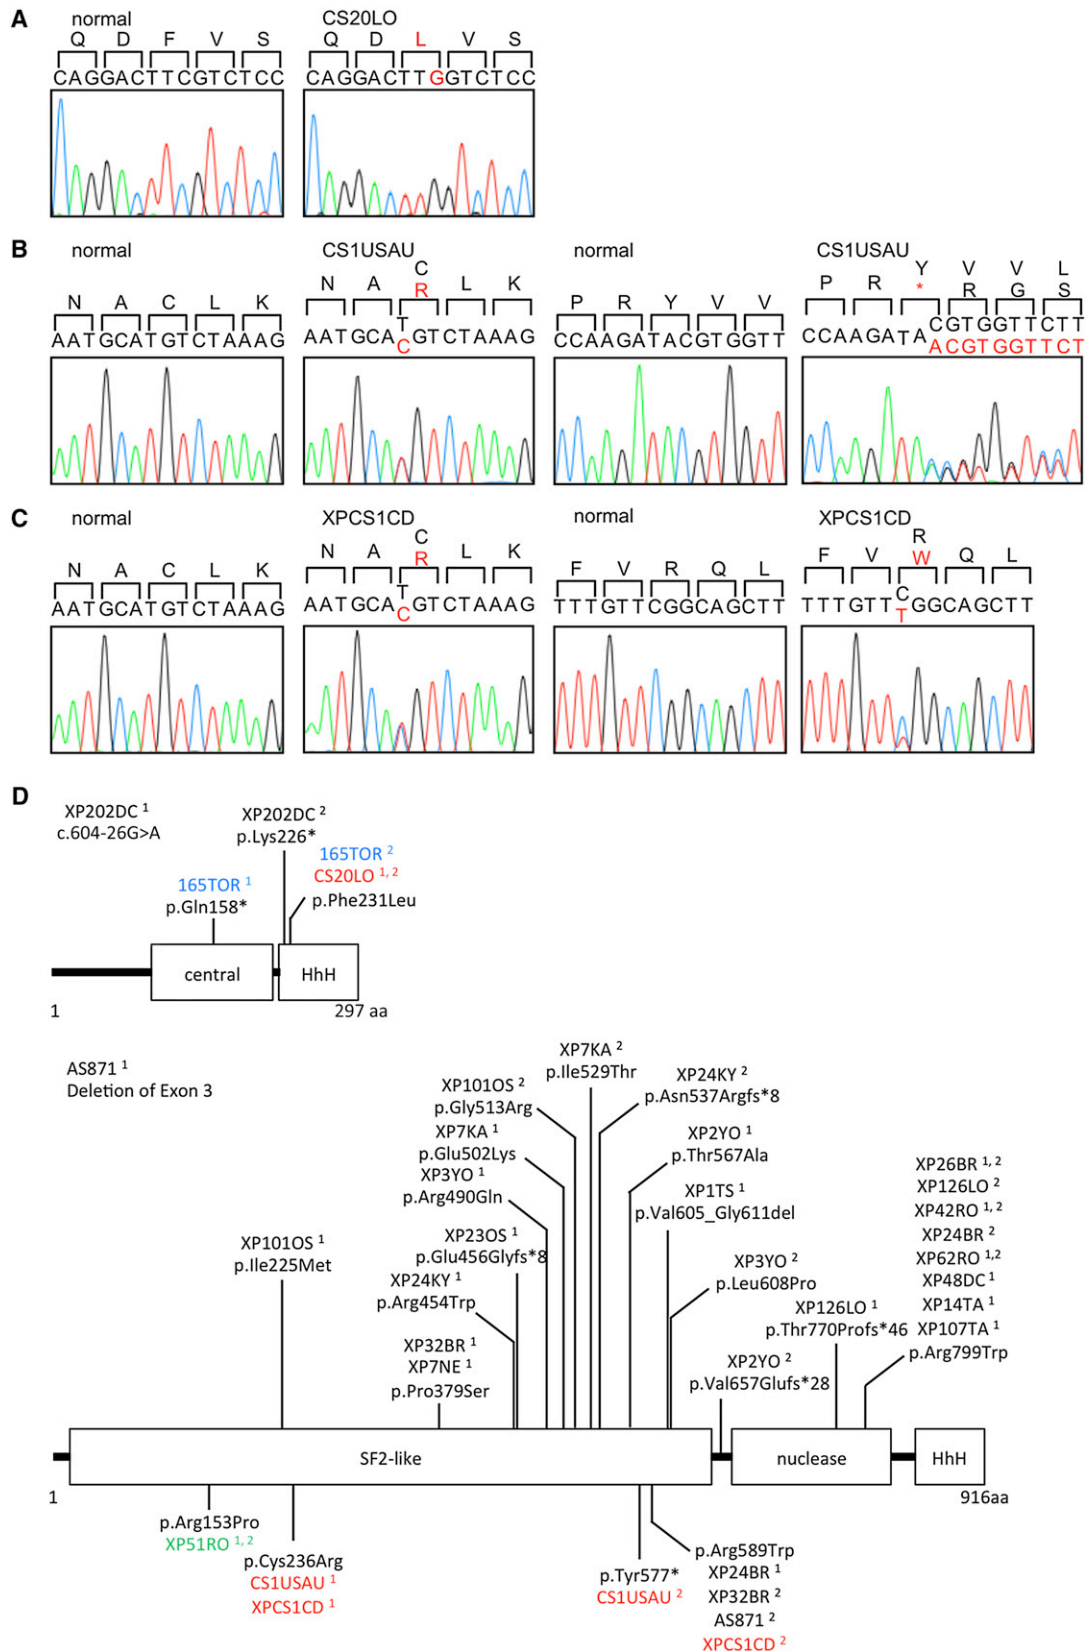 A
normal
CS20LO
Q D F V S
Q D L V S
CAGGACTTCGTCTCC
CAGGACTTGGTCTCC
B
normal
CS1USAU
normal
CS1USAU
N A C L K
C
N A R L K
P R Y V V
Y V V L
P R * R G S
AATGCATGTCTAAAG
T
AATGCA GTCTAAAG
C
CCAAGATACGTGGTT
CCAAGATA CGTGGTTCTT
ACGTGGTTCT
C
normal
XPCS1CD
normal
XPCS1CD
N A C L K
C
N A R L K
F V R Q L
R
F V W Q L
AATGCATGTCTAAAG
T
AATGCA GTCTAAAG
C
TTTGTTCGGCAGCTT
C
TTTGTT GGCAGCTT
T
D
XP202DC 1
c.604-26G>A
XP202DC 2
p.Lys226*
165TOR 2
CS20LO 1, 2
p.Phe231Leu
165TOR 1
p.Gln158*
central
HhH
1
297 aa
AS871 1
Deletion of Exon 3
XP7KA 2
p.Ile529Thr
XP101OS 2
p.Gly513Arg
XP24KY 2
p.Asn537Argfs*8
XP7KA 1
p.Glu502Lys
XP2YO 1
p.Thr567Ala
XP3YO 1
p.Arg490Gln
XP1TS 1
p.Val605_Gly611del
XP26BR 1,2
XP126LO 2
XP42RO 1,2
XP24BR 2
XP62RO 1,2
XP48DC 1
XP14TA 1
XP107TA 1
p.Arg799Trp
XP101OS 1
p.Ile225Met
XP23OS 1
p.Glu456Glyfs*8
XP24KY 1
p.Arg454Trp
XP3YO 2
p.Leu608Pro
XP126LO 1
p.Thr770Profs*46
XP32BR 1
XP7NE 1
p.Pro379Ser
XP2YO 2
p.Val657Glufs*28
SF2-like
nuclease
HhH
1
916aa
p.Arg153Pro
XP51RO 1, 2
p.Cys236Arg
CS1USAU 1
XPCS1CD 1
p.Tyr577*
CS1USAU 2
p.Arg589Trp
XP24BR 1
XP32BR 2
AS871 2
XPCS1CD 2